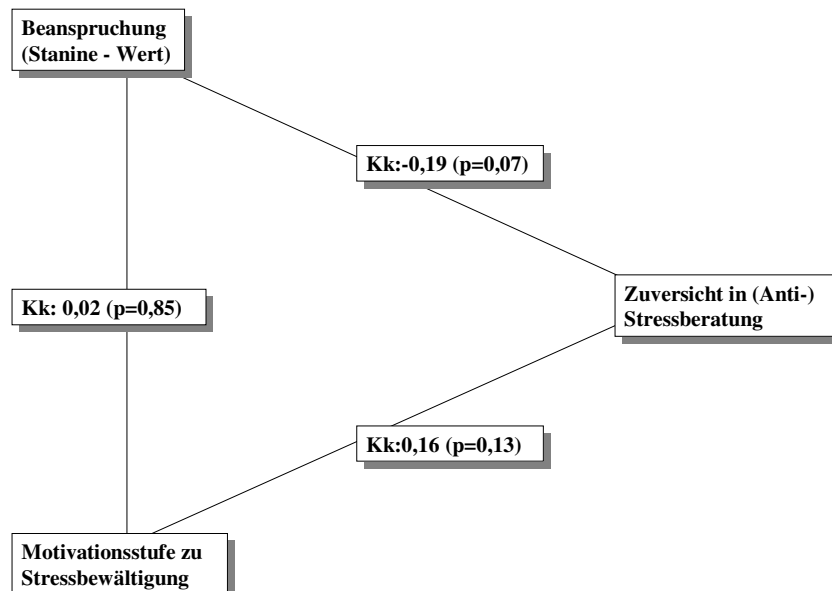 Beanspruchung
(Stanine - Wert)
Kk:-0,19 (p=0,07)
Kk: 0,02 (p=0,85)
Zuversicht in (Anti-)
Stressberatung
Kk:0,16 (p=0,13)
Motivationsstufe zu
Stressbewältigung